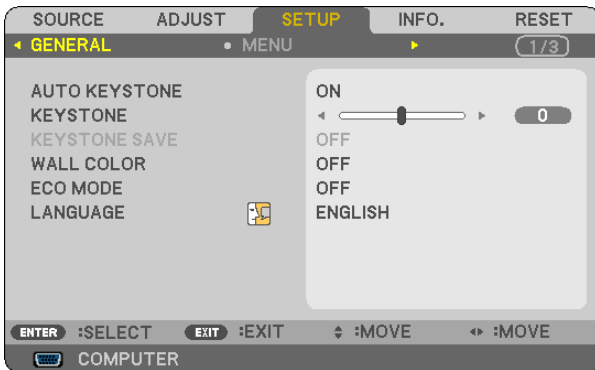 SOURCE ADJUST SETUP INFO. RESET
GENERAL MENU 1/3
AUTO KEYSTONE ON
KEYSTONE 0
KEYSTONE SAVE OFF
WALL COLOR OFF
ECO MODE OFF
LANGUAGE ENGLISH
ENTER :SELECT EXIT :EXIT :MOVE :MOVE
COMPUTER